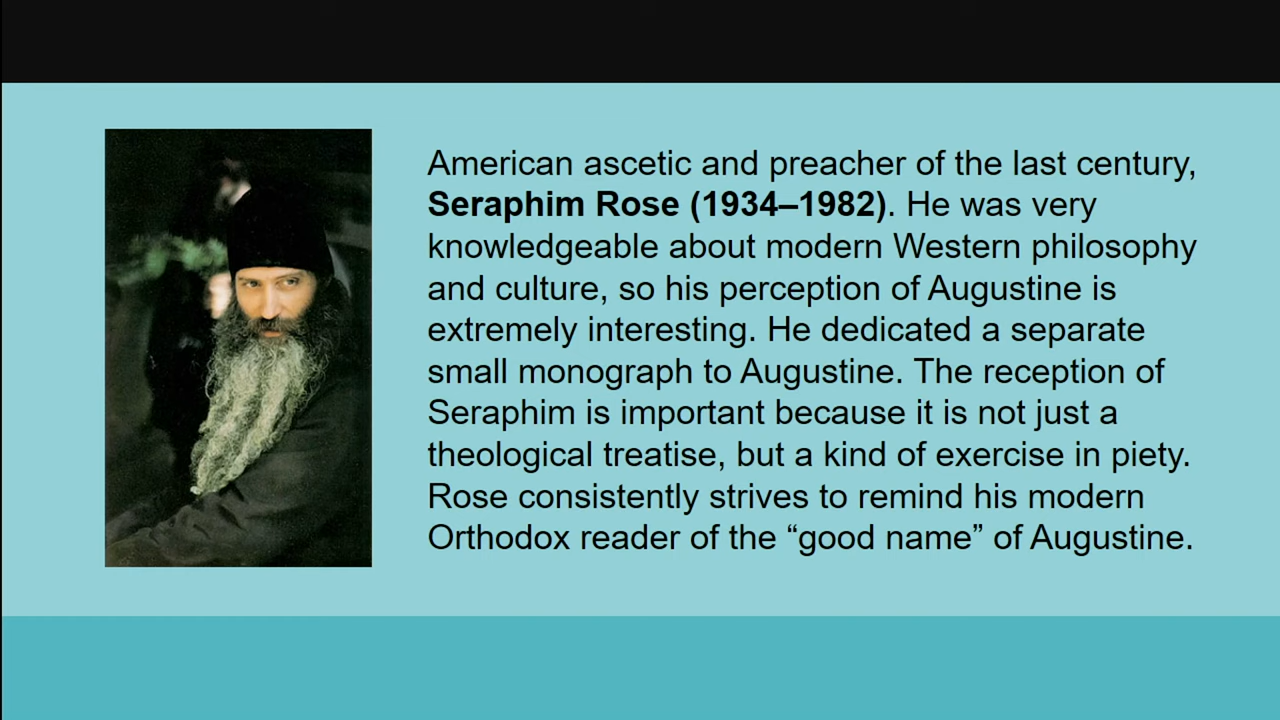 American ascetic and preacher of the last century,
Seraphim Rose (1934–1982). He was very
knowledgeable about modern Western philosophy
and culture, so his perception of Augustine is
extremely interesting. He dedicated a separate
small monograph to Augustine. The reception of
Seraphim is important because it is not just a
theological treatise, but a kind of exercise in piety.
Rose consistently strives to remind his modern
Orthodox reader of the “good name” of Augustine.